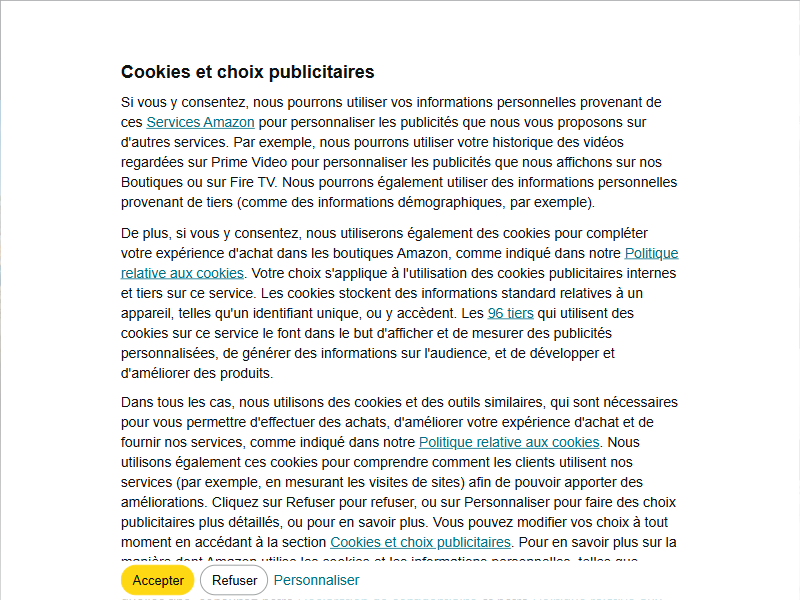 Cookies et choix publicitaires
Si vous y consentez, nous pourrons utiliser vos informations personnelles provenant de
ces Services Amazon pour personnaliser les publicités que nous vous proposons sur
d'autres services. Par exemple, nous pourrons utiliser votre historique des vidéos
regardées sur Prime Video pour personnaliser les publicités que nous affichons sur nos
Boutiques ou sur Fire TV. Nous pourrons également utiliser des informations personnelles
provenant de tiers (comme des informations démographiques, par exemple).
De plus, si vous y consentez, nous utiliserons également des cookies pour compléter
votre expérience d'achat dans les boutiques Amazon, comme indiqué dans notre Politique
relative aux cookies. Votre choix s'applique à l'utilisation des cookies publicitaires internes
et tiers sur ce service. Les cookies stockent des informations standard relatives à un
appareil, telles qu'un identifiant unique, ou y accèdent. Les 96 tiers qui utilisent des
cookies sur ce service le font dans le but d'afficher et de mesurer des publicités
personnalisées, de générer des informations sur l'audience, et de développer et
d'améliorer des produits.
Dans tous les cas, nous utilisons des cookies et des outils similaires, qui sont nécessaires
pour vous permettre d'effectuer des achats, d'améliorer votre expérience d'achat et de
fournir nos services, comme indiqué dans notre Politique relative aux cookies. Nous
utilisons également ces cookies pour comprendre comment les clients utilisent nos
services (par exemple, en mesurant les visites de sites) afin de pouvoir apporter des
améliorations. Cliquez sur Refuser pour refuser, ou sur Personnaliser pour faire des choix
publicitaires plus détaillés, ou pour en savoir plus. Vous pouvez modifier vos choix à tout
moment en accédant à la section Cookies et choix publicitaires. Pour en savoir plus sur la
manière dont Amazon utilise les cookies et les informations personnelles, telles que
Accepter Refuser Personnaliser